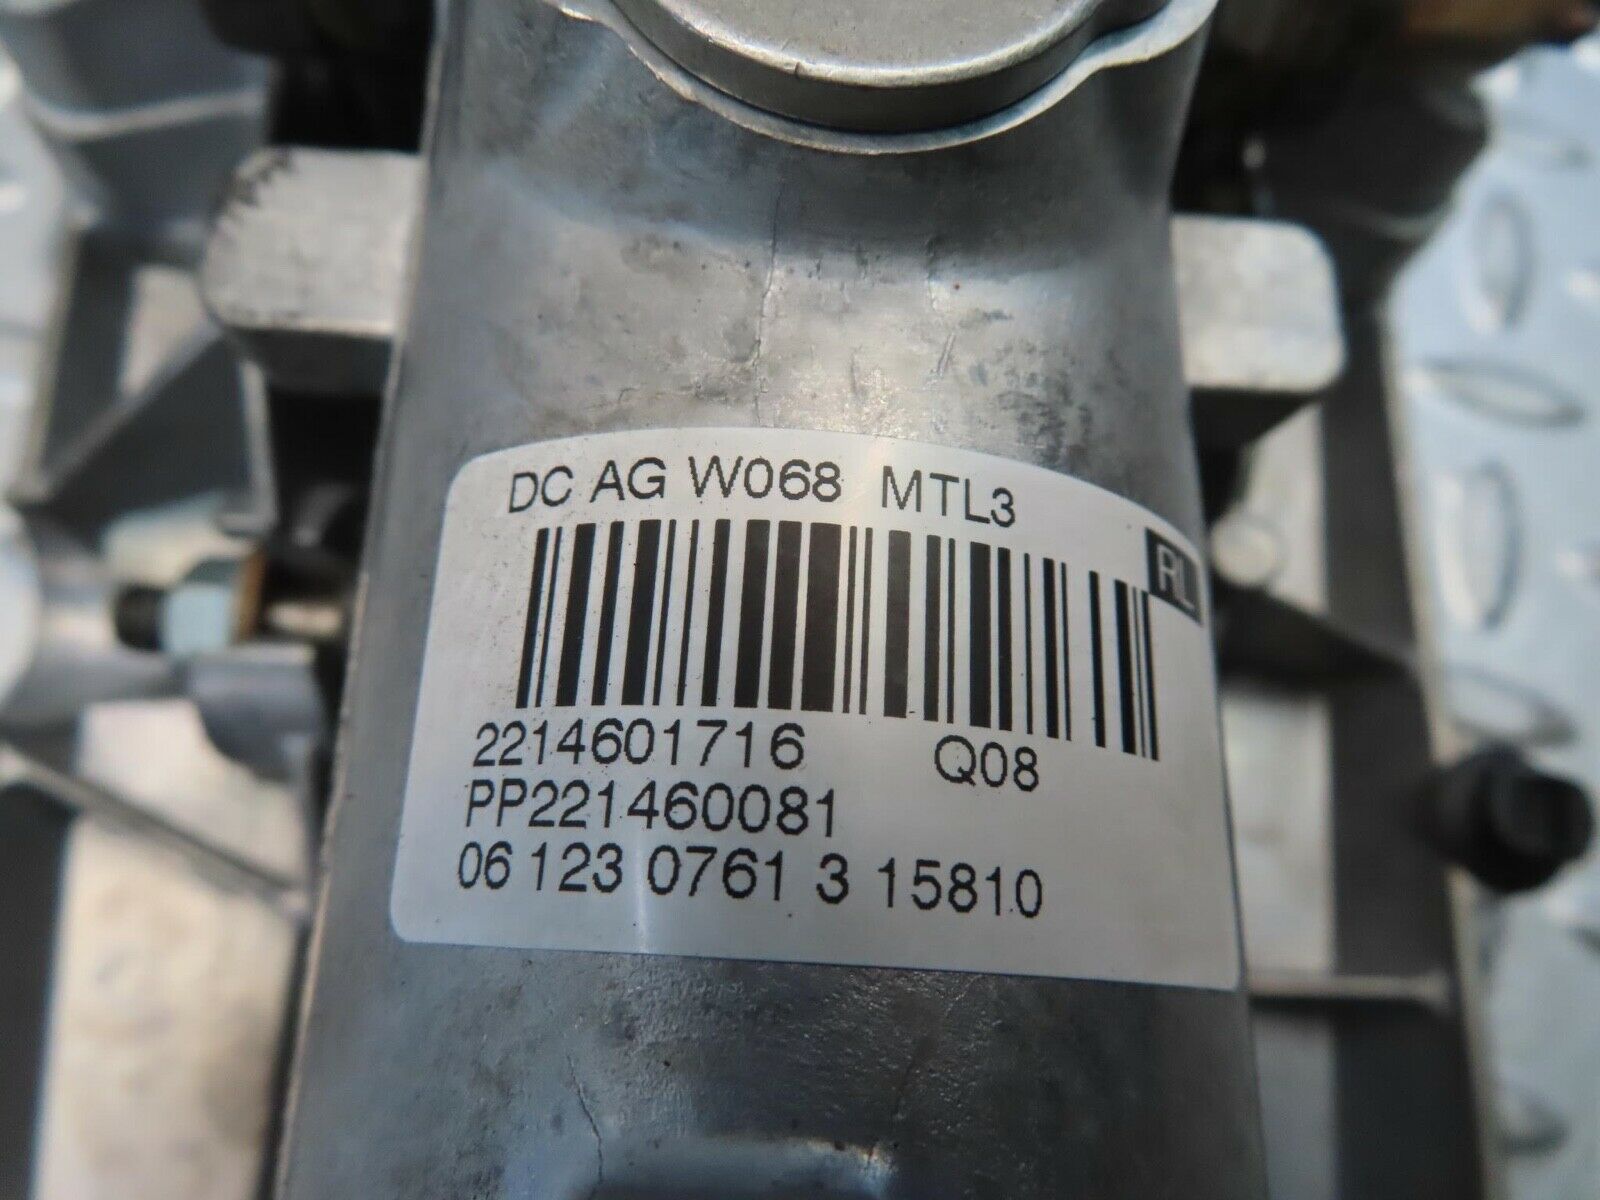 DC AG W068 MTL3
RL
2214601716 Q08
PP221460081
06 123 0761 3 15810